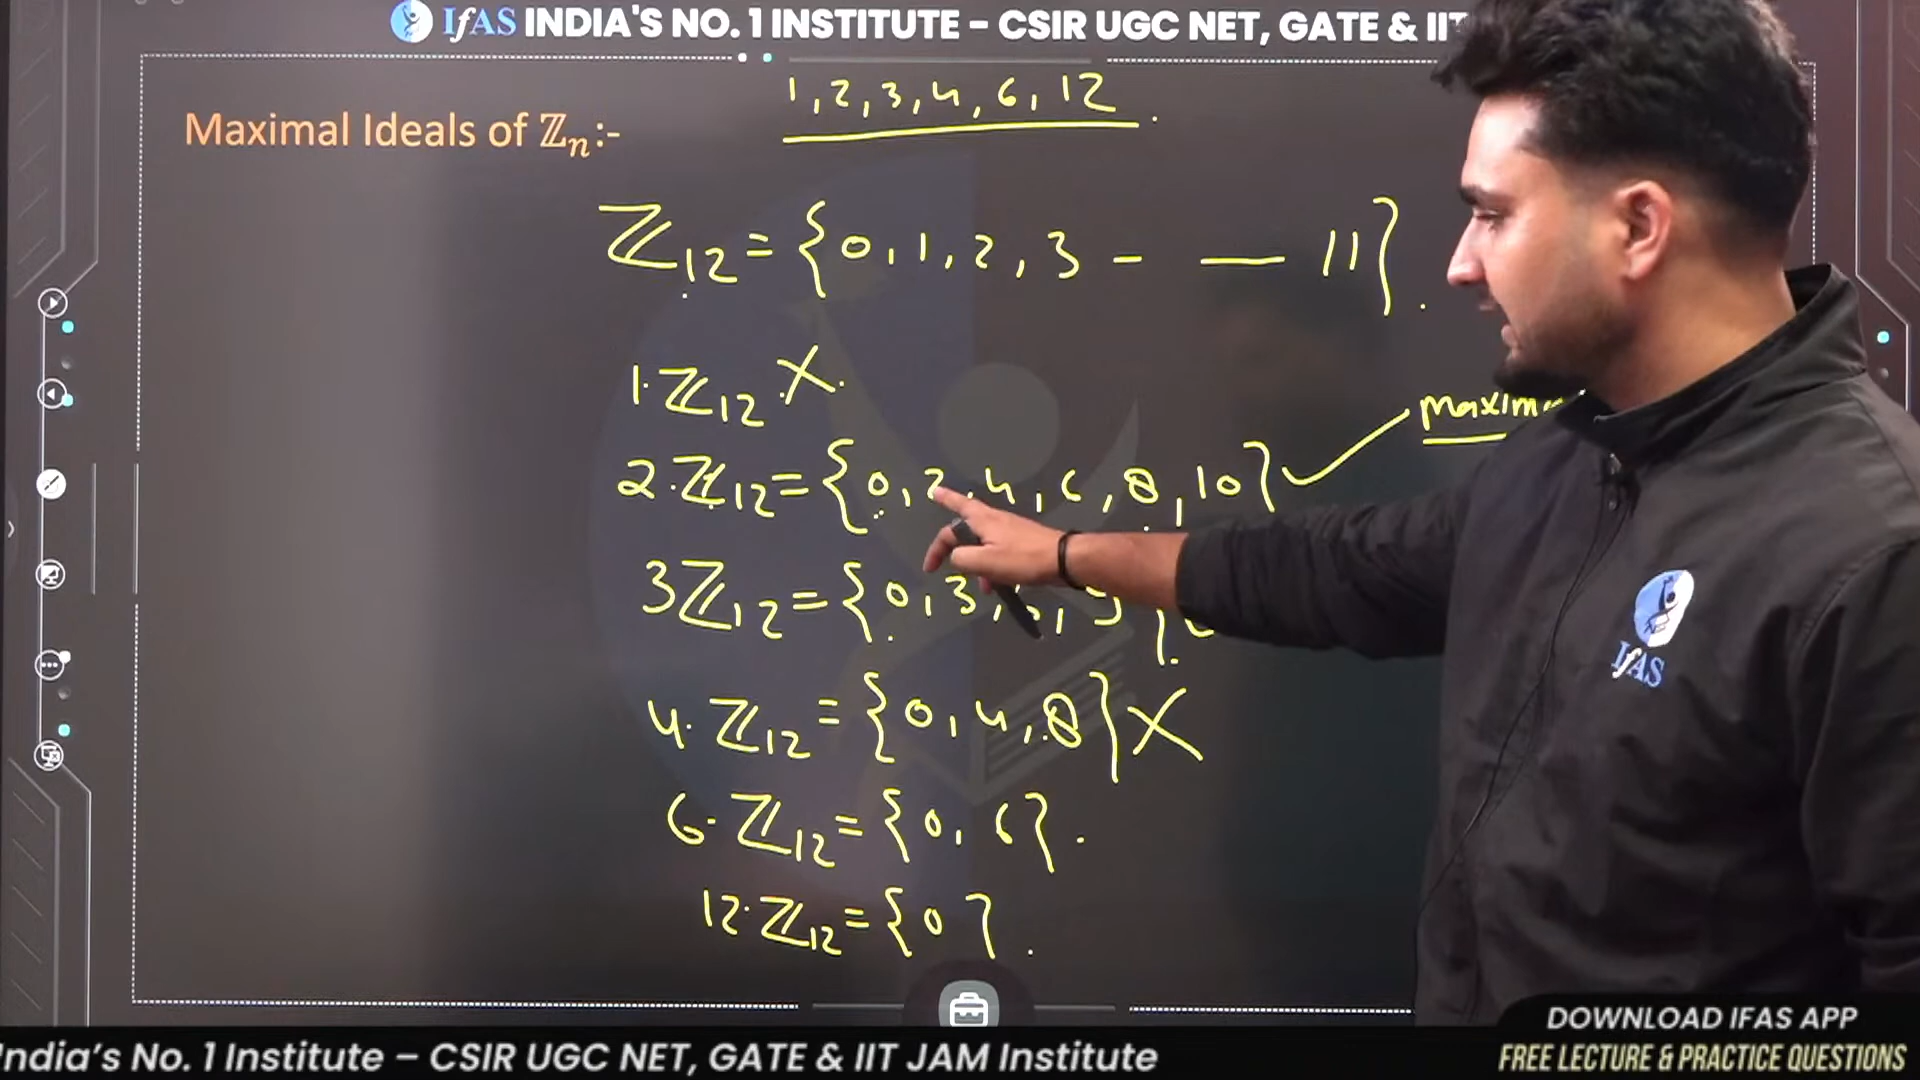 IfAS INDIA'S NO. 1 INSTITUTE – CSIR UGC NET, GATE & IIT
1, 2, 3, 4, 6, 12
Maximal Ideals of ℤn:-
ℤ12 = {0, 1, 2, 3 - — 11}.
1·ℤ12 X.
2·ℤ12 = {0, 2, 4, 6, 8, 10} ✓ Maxim
3ℤ12 = {0, 3,
4·ℤ12 = {0, 4, 8} X
6·ℤ12 = {0, 6}.
12·ℤ12 = {0}.
IfAS
DOWNLOAD IFAS APP
FREE LECTURE & PRACTICE QUESTIONS
India's No. 1 Institute – CSIR UGC NET, GATE & IIT JAM Institute